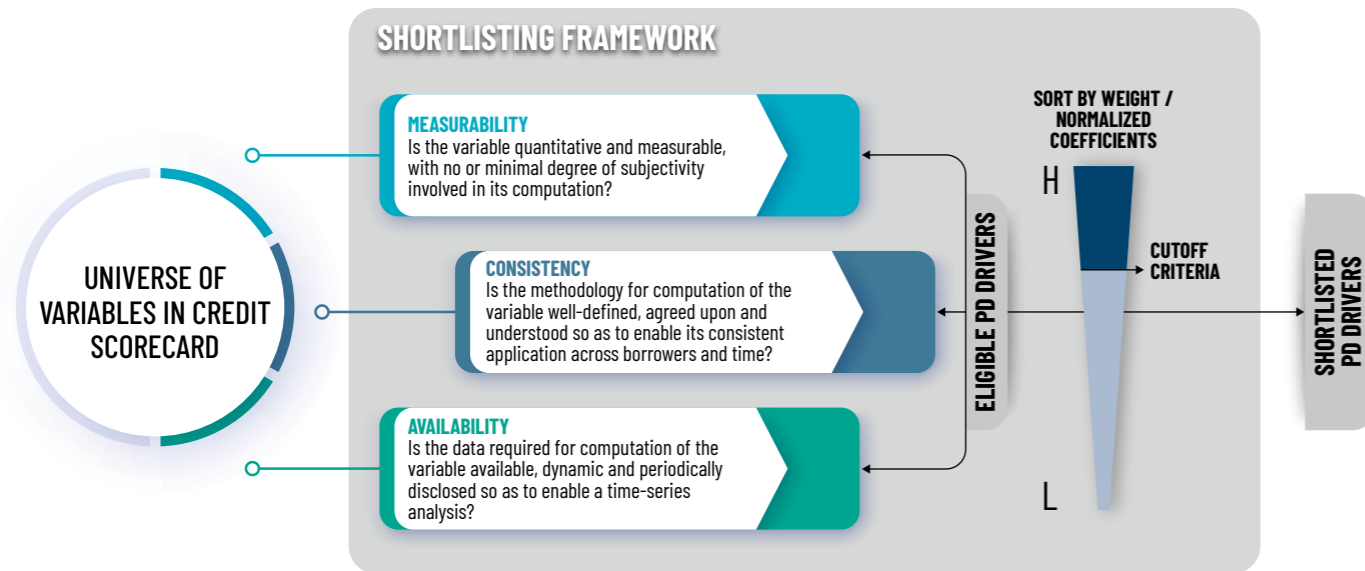 SHORTLISTING FRAMEWORK
UNIVERSE OF
VARIABLES IN CREDIT
SCORECARD
MEASURABILITY
Is the variable quantitative and measurable,
with no or minimal degree of subjectivity
involved in its computation?
CONSISTENCY
Is the methodology for computation of the
variable well-defined, agreed upon and
understood so as to enable its consistent
application across borrowers and time?
AVAILABILITY
Is the data required for computation of the
variable available, dynamic and periodically
disclosed so as to enable a time-series
analysis?
ELIGIBLE PD DRIVERS
SORT BY WEIGHT /
NORMALIZED
COEFFICIENTS
H
CUTOFF
CRITERIA
L
SHORTLISTED
PD DRIVERS